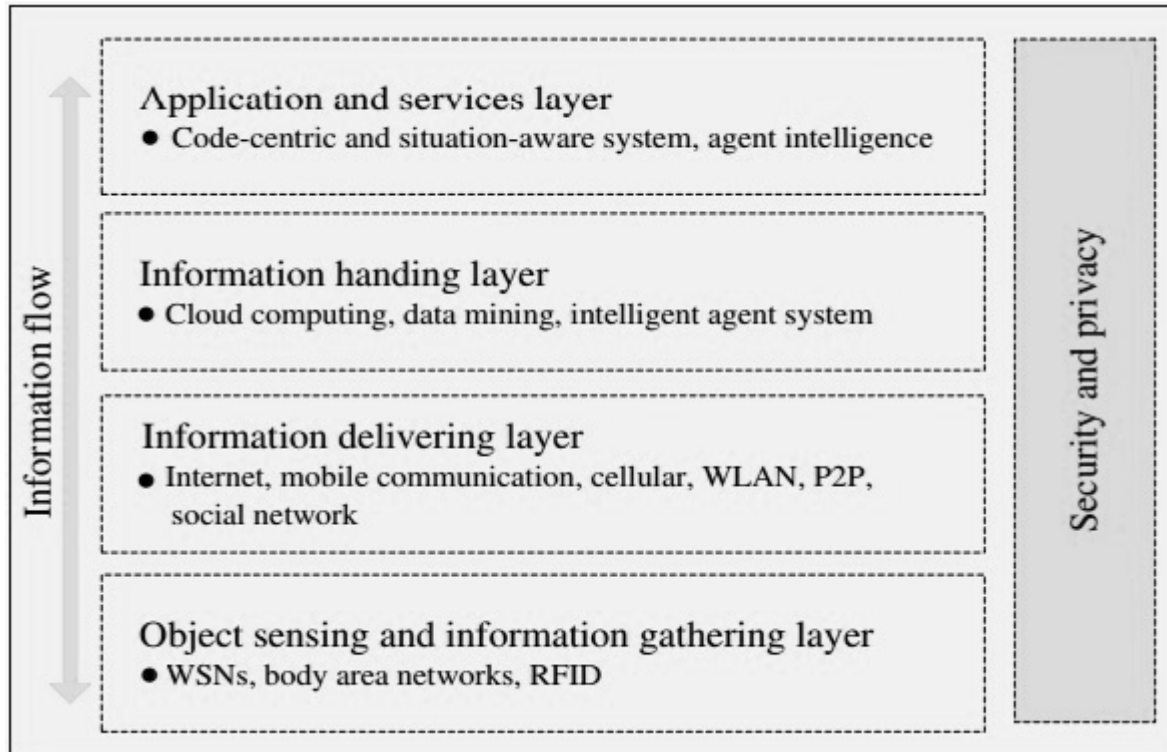 Information flow
Application and services layer
● Code-centric and situation-aware system, agent intelligence
Information handing layer
● Cloud computing, data mining, intelligent agent system
Information delivering layer
● Internet, mobile communication, cellular, WLAN, P2P,
social network
Object sensing and information gathering layer
● WSNs, body area networks, RFID
Security and privacy